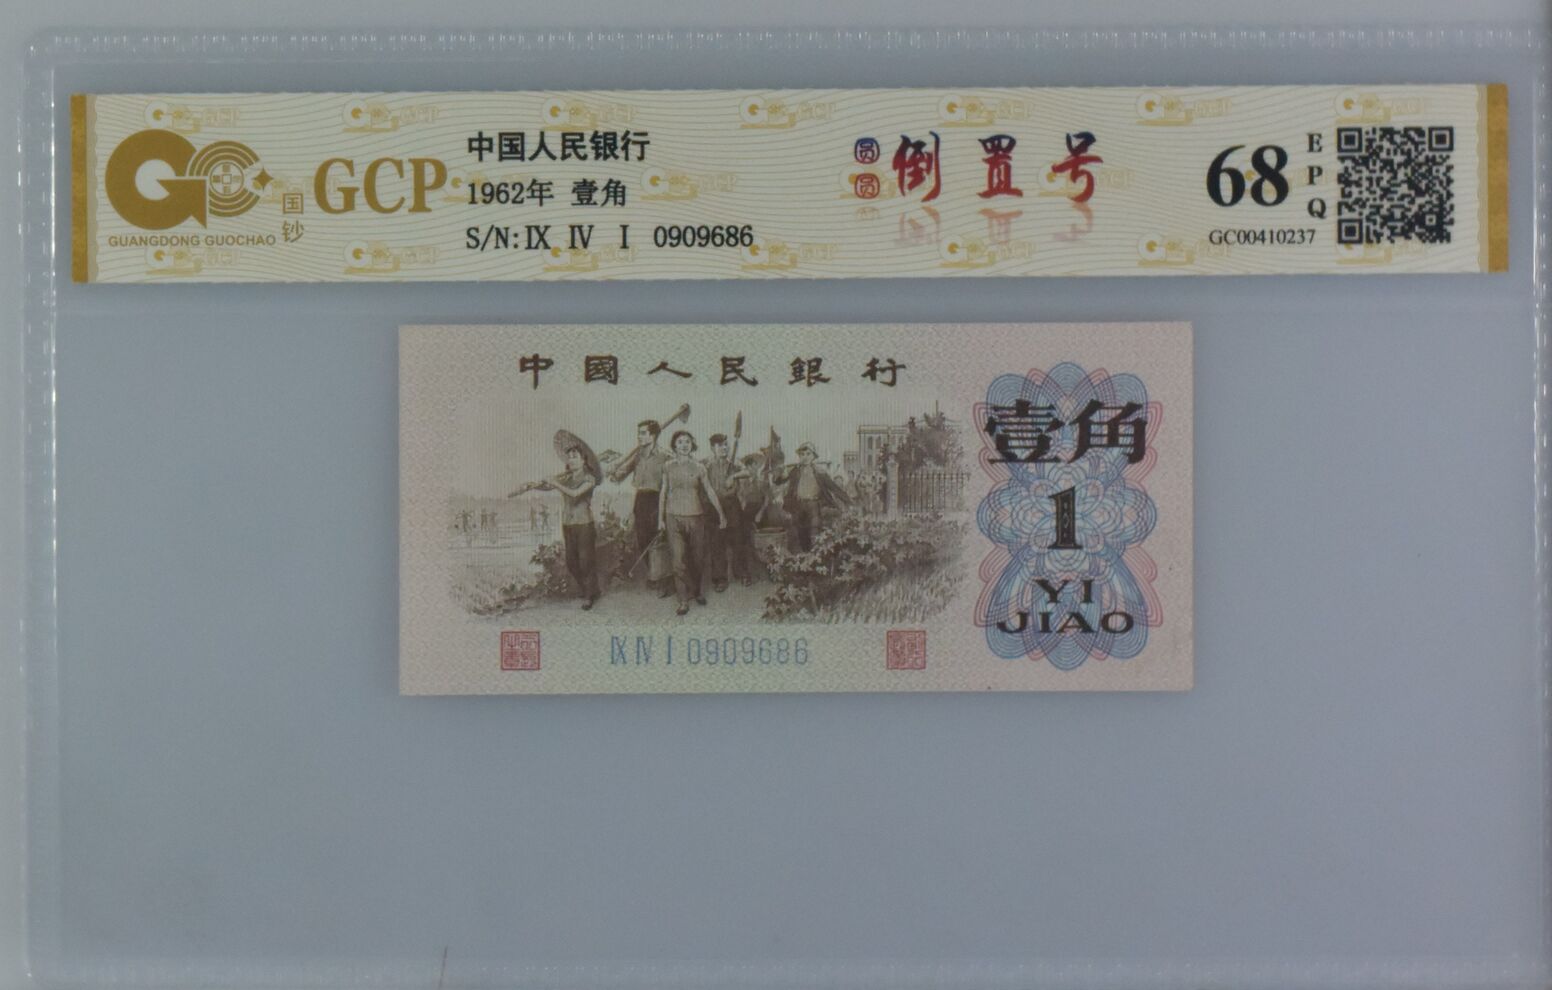 GCP
国钞
GUANGDONG GUOCHAO
中国人民银行
1962年 壹角
S/N: IX IV I 0909686
圆圆
倒置号
68
EPQ
GC00410237
中國人民銀行
壹角
1
YI
JIAO
IX IV I 0909686